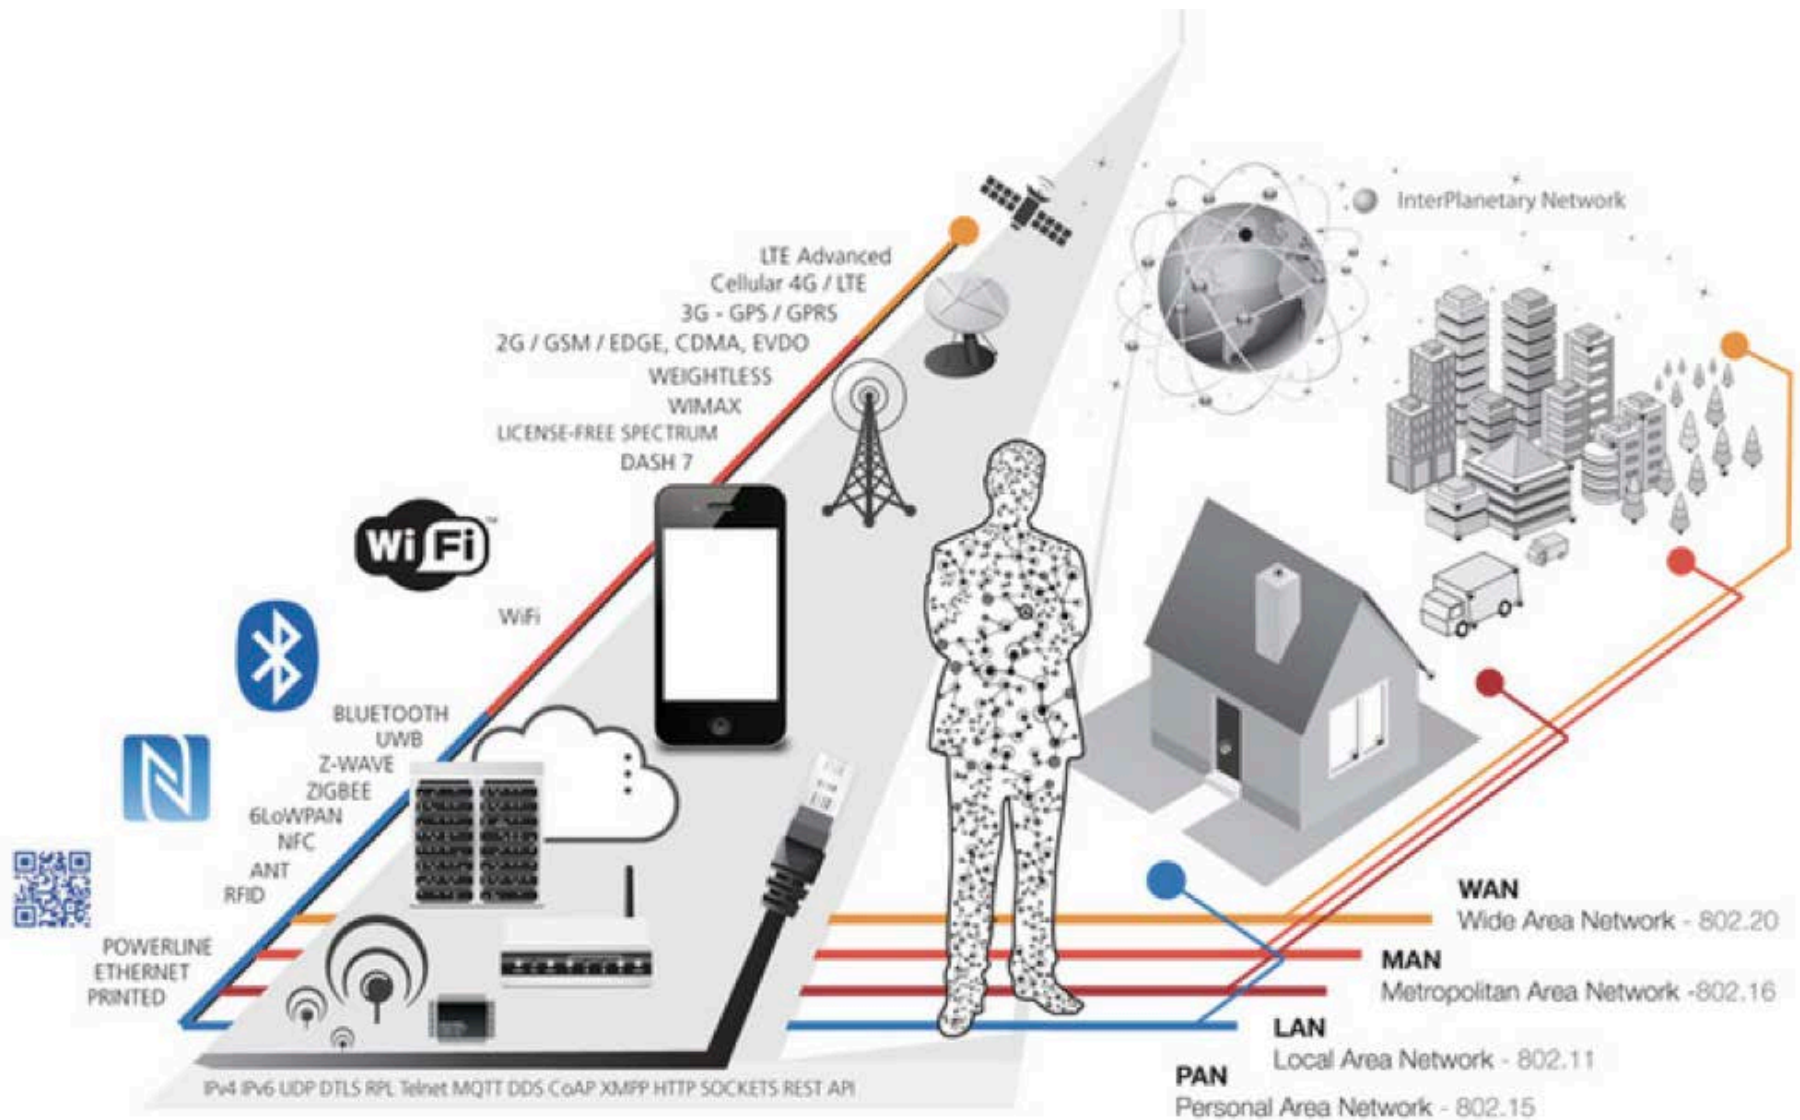 InterPlanetary Network
LTE Advanced
Cellular 4G / LTE
3G - GPS / GPRS
2G / GSM / EDGE, CDMA, EVDO
WEIGHTLESS
WIMAX
LICENSE-FREE SPECTRUM
DASH 7
WiFi™
WiFi
BLUETOOTH
UWB
Z-WAVE
ZIGBEE
6LoWPAN
NFC
ANT
RFID
POWERLINE
ETHERNET
PRINTED
WAN
Wide Area Network - 802.20
MAN
Metropolitan Area Network -802.16
LAN
Local Area Network - 802.11
PAN
Personal Area Network - 802.15
IPv4 IPv6 UDP DTLS RPL Telnet MQTT DDS CoAP XMPP HTTP SOCKETS REST API